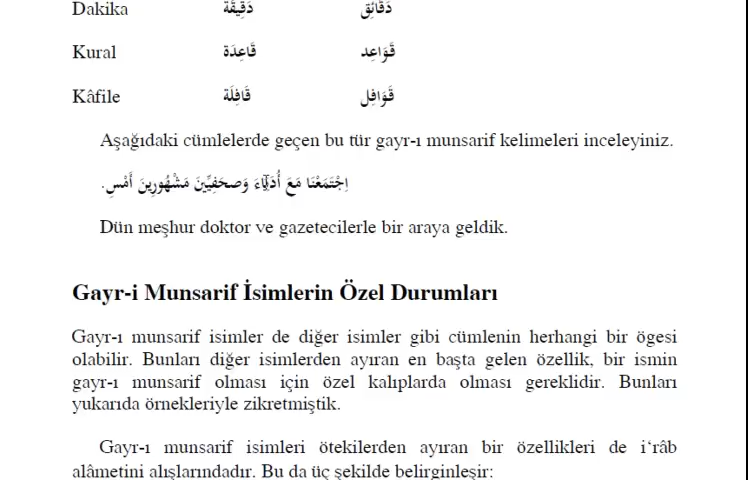 Dakika دَقِيقَة دَقَائِق
Kural قَاعِدَة قَوَاعِد
Kâfile قَافِلَة قَوَافِل
Aşağıdaki cümlelerde geçen bu tür gayr-ı munsarif kelimeleri inceleyiniz.
اِجْتَمَعْنَا مَعَ وَصحَفِيِّينَ مَشْهُورِينَ أَمْسِ.
Dün meşhur doktor ve gazetecilerle bir araya geldik.
Gayr-i Munsarif İsimlerin Özel Durumları
Gayr-ı munsarif isimler de diğer isimler gibi cümlenin herhangi bir ögesi
olabilir. Bunları diğer isimlerden ayıran en başta gelen özellik, bir ismin
gayr-ı munsarif olması için özel kalıplarda olması gereklidir. Bunları
yukarıda örnekleriyle zikretmiştik.
Gayr-ı munsarif isimleri ötekilerden ayıran bir özellikleri de i‘râb
alâmetini alışlarındadır. Bu da üç şekilde belirginleşir: